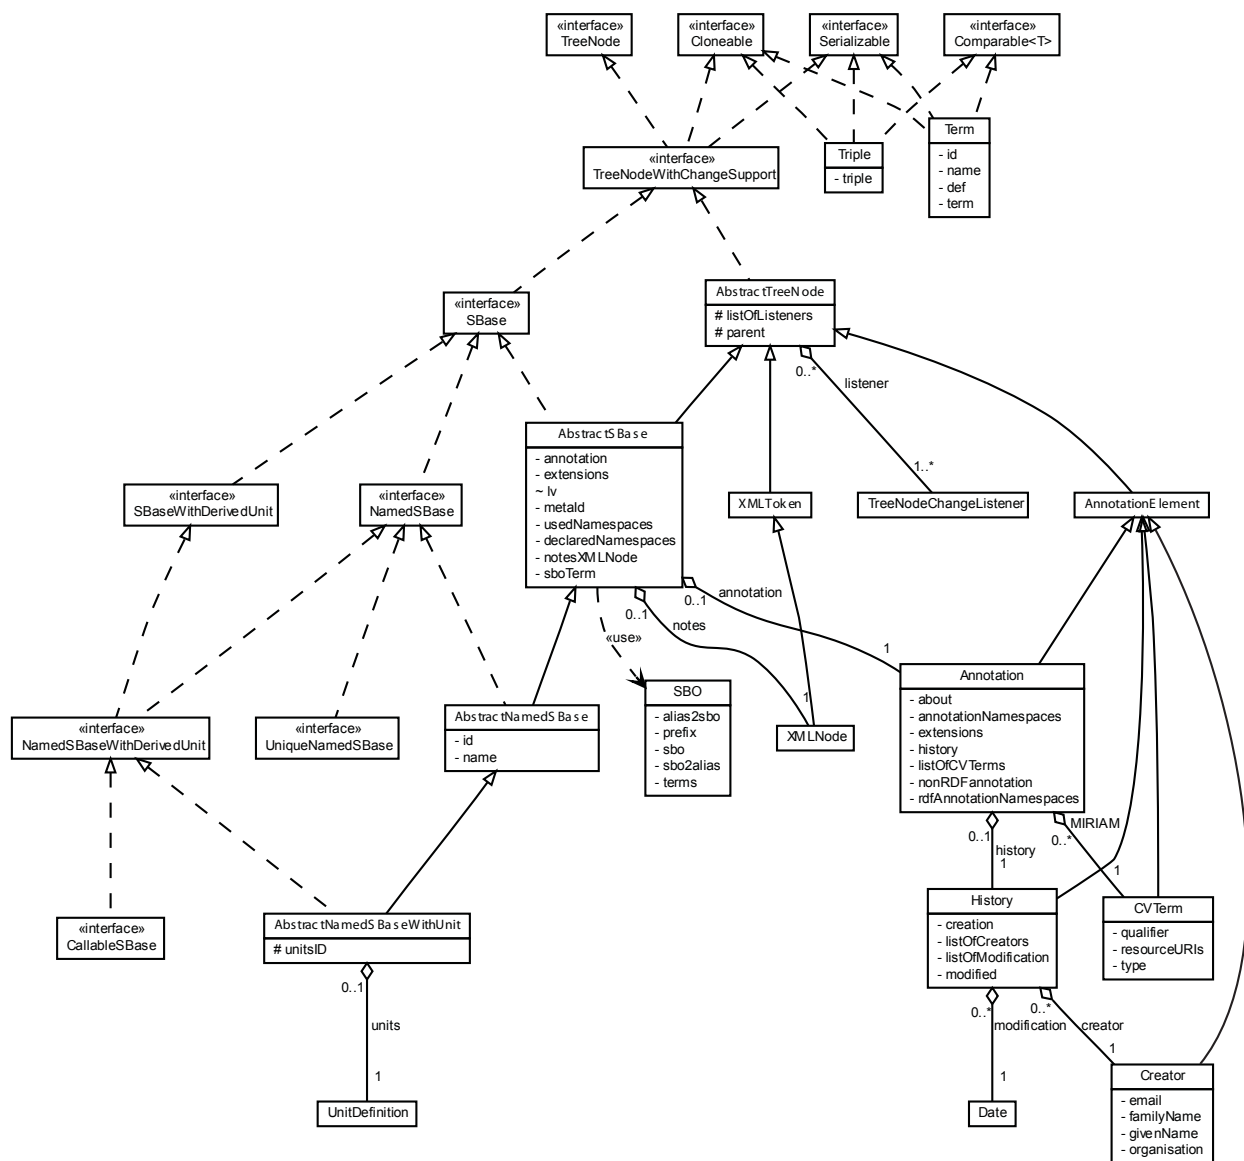 «interface»
TreeNode
«interface»
Cloneable
«interface»
Serializable
«interface»
Comparable<T>
Term
- id
- name
- def
- term
Triple
- triple
«interface»
TreeNodeWithChangeSupport
AbstractTreeNode
# listOfListeners
# parent
«interface»
SBase
0..*
listener
1..*
AbstractSBase
- annotation
- extensions
~ lv
- metaId
- usedNamespaces
- declaredNamespaces
- notesXMLNode
- sboTerm
«interface»
SBaseWithDerivedUnit
«interface»
NamedSBase
XMLToken
TreeNodeChangeListener
AnnotationElement
0..1
annotation
1
0..1
notes
1
«use»
SBO
- alias2sbo
- prefix
- sbo
- sbo2alias
- terms
XMLNode
Annotation
- about
- annotationNamespaces
- extensions
- history
- listOfCVTerms
- nonRDFannotation
- rdfAnnotationNamespaces
«interface»
NamedSBaseWithDerivedUnit
«interface»
UniqueNamedSBase
AbstractNamedSBase
- id
- name
0..1
history
1
MIRIAM
0..*
1
«interface»
CallableSBase
AbstractNamedSBaseWithUnit
# unitsID
History
- creation
- listOfCreators
- listOfModification
- modified
CVTerm
- qualifier
- resourceURIs
- type
0..1
units
1
0..*
modification
1
0..*
creator
1
UnitDefinition
Date
Creator
- email
- familyName
- givenName
- organisation